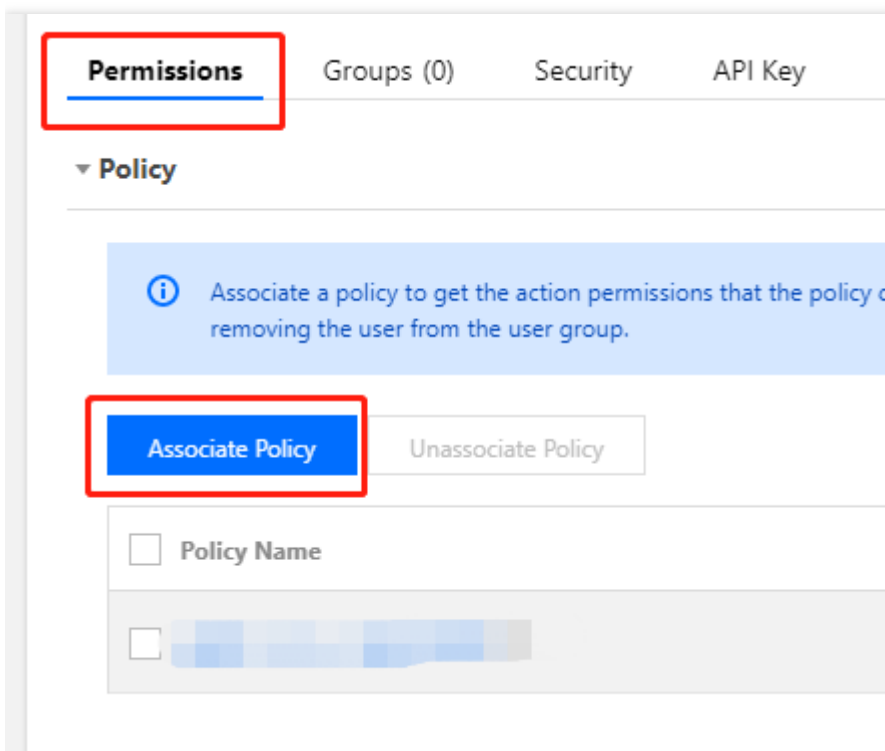 Permissions Groups (0) Security API Key
Policy
Associate a policy to get the action permissions that the policy
removing the user from the user group.
Associate Policy Unassociate Policy
Policy Name